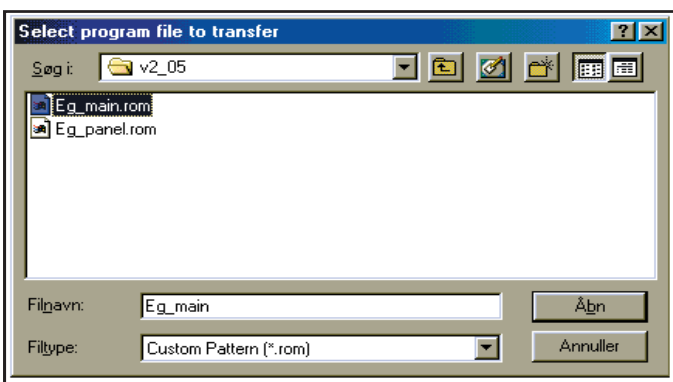 Select program file to transfer
Søg i: v2_05
Eg_main.rom
Eg_panel.rom
Filnavn: Eg_main Åbn
Filtype: Custom Pattern (*.rom) Annuller